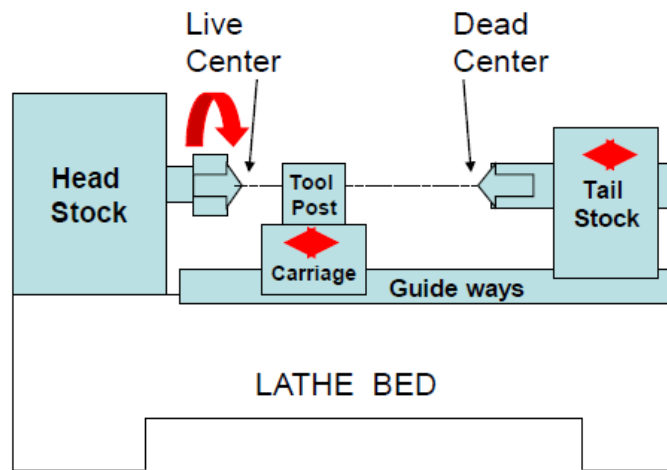 Live
Center
Dead
Center
Head
Stock
Tool
Post
Tail
Stock
Carriage
Guide ways
LATHE BED